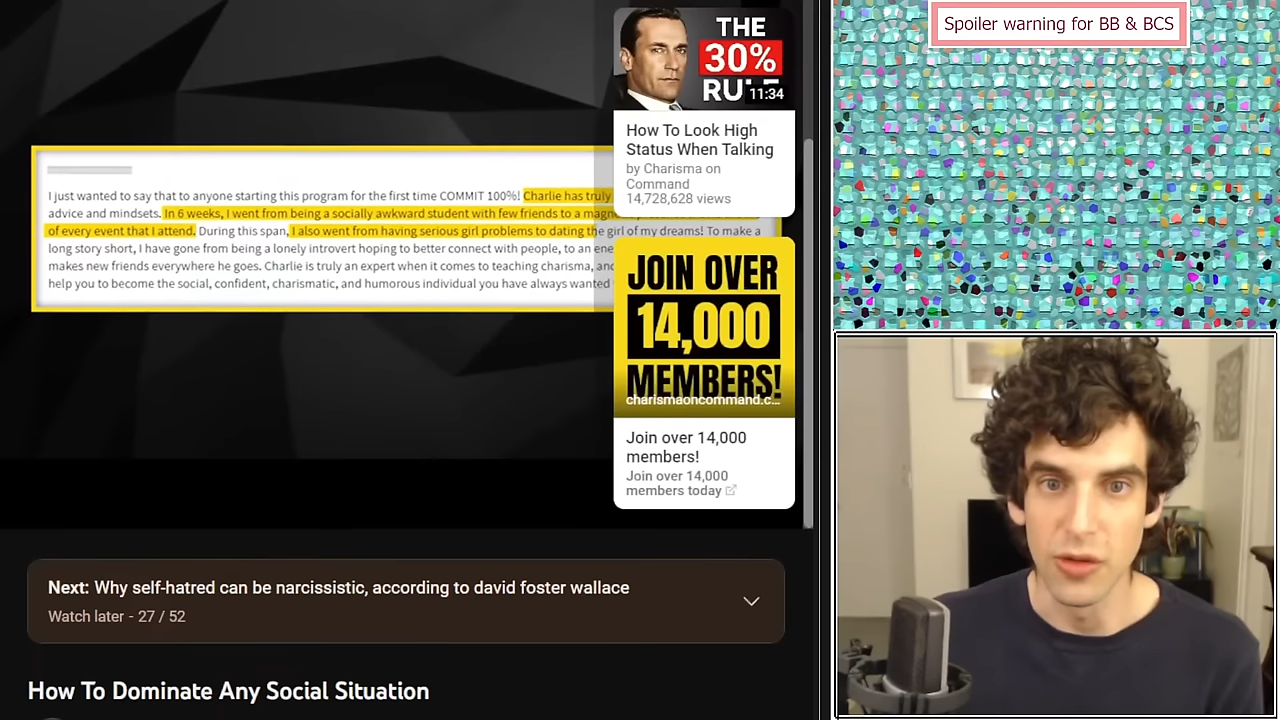 I just wanted to say that to anyone starting this program for the first time COMMIT 100%! Charlie has truly
advice and mindsets. In 6 weeks, I went from being a socially awkward student with few friends to a
of every event that I attend. During this span, I also went from having serious girl problems to dating the girl of my dreams! To make a
long story short, I have gone from being a lonely introvert hoping to better connect with people, to an
makes new friends everywhere he goes. Charlie is truly an expert when it comes to teaching charisma,
help you to become the social, confident, charismatic, and humorous individual you have always wanted
THE
30%
11:34
How To Look High
Status When Talking
by Charisma on
Command
14,728,628 views
JOIN OVER
14,000
MEMBERS!
charismaoncommand.c...
Join over 14,000
members!
Join over 14,000
members today
Next: Why self-hatred can be narcissistic, according to david foster wallace
Watch later - 27 / 52
How To Dominate Any Social Situation
Spoiler warning for BB & BCS